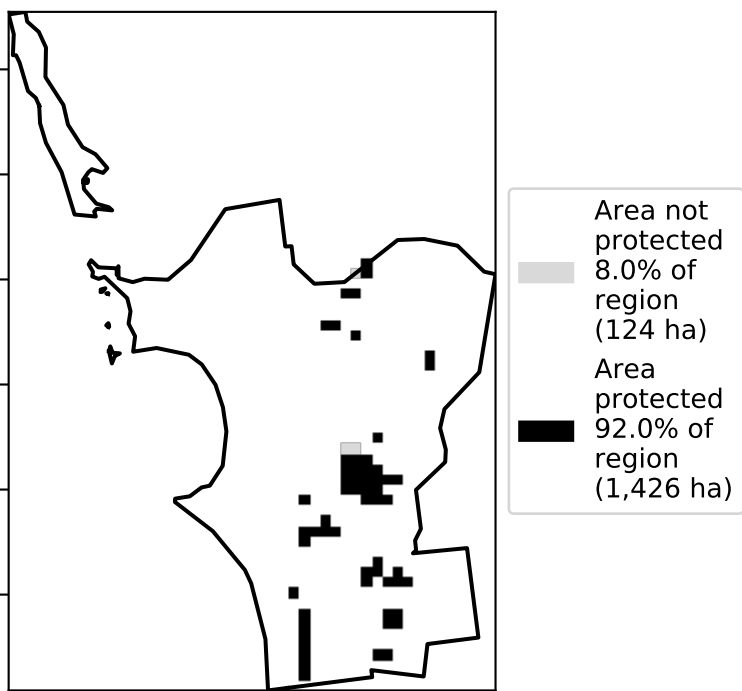 Area not
protected
8.0% of
region
(124 ha)
Area
protected
92.0% of
region
(1,426 ha)